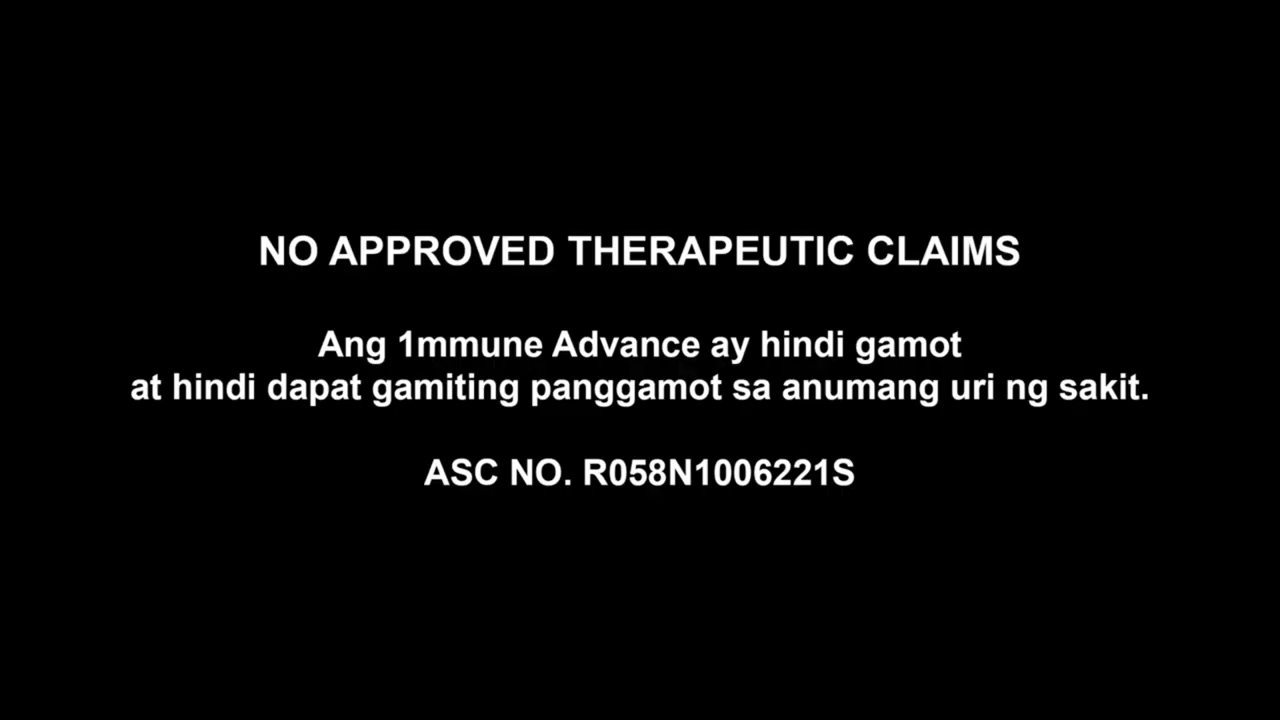 NO APPROVED THERAPEUTIC CLAIMS
Ang 1mmune Advance ay hindi gamot
at hindi dapat gamiting panggamot sa anumang uri ng sakit.
ASC NO. R058N1006221S